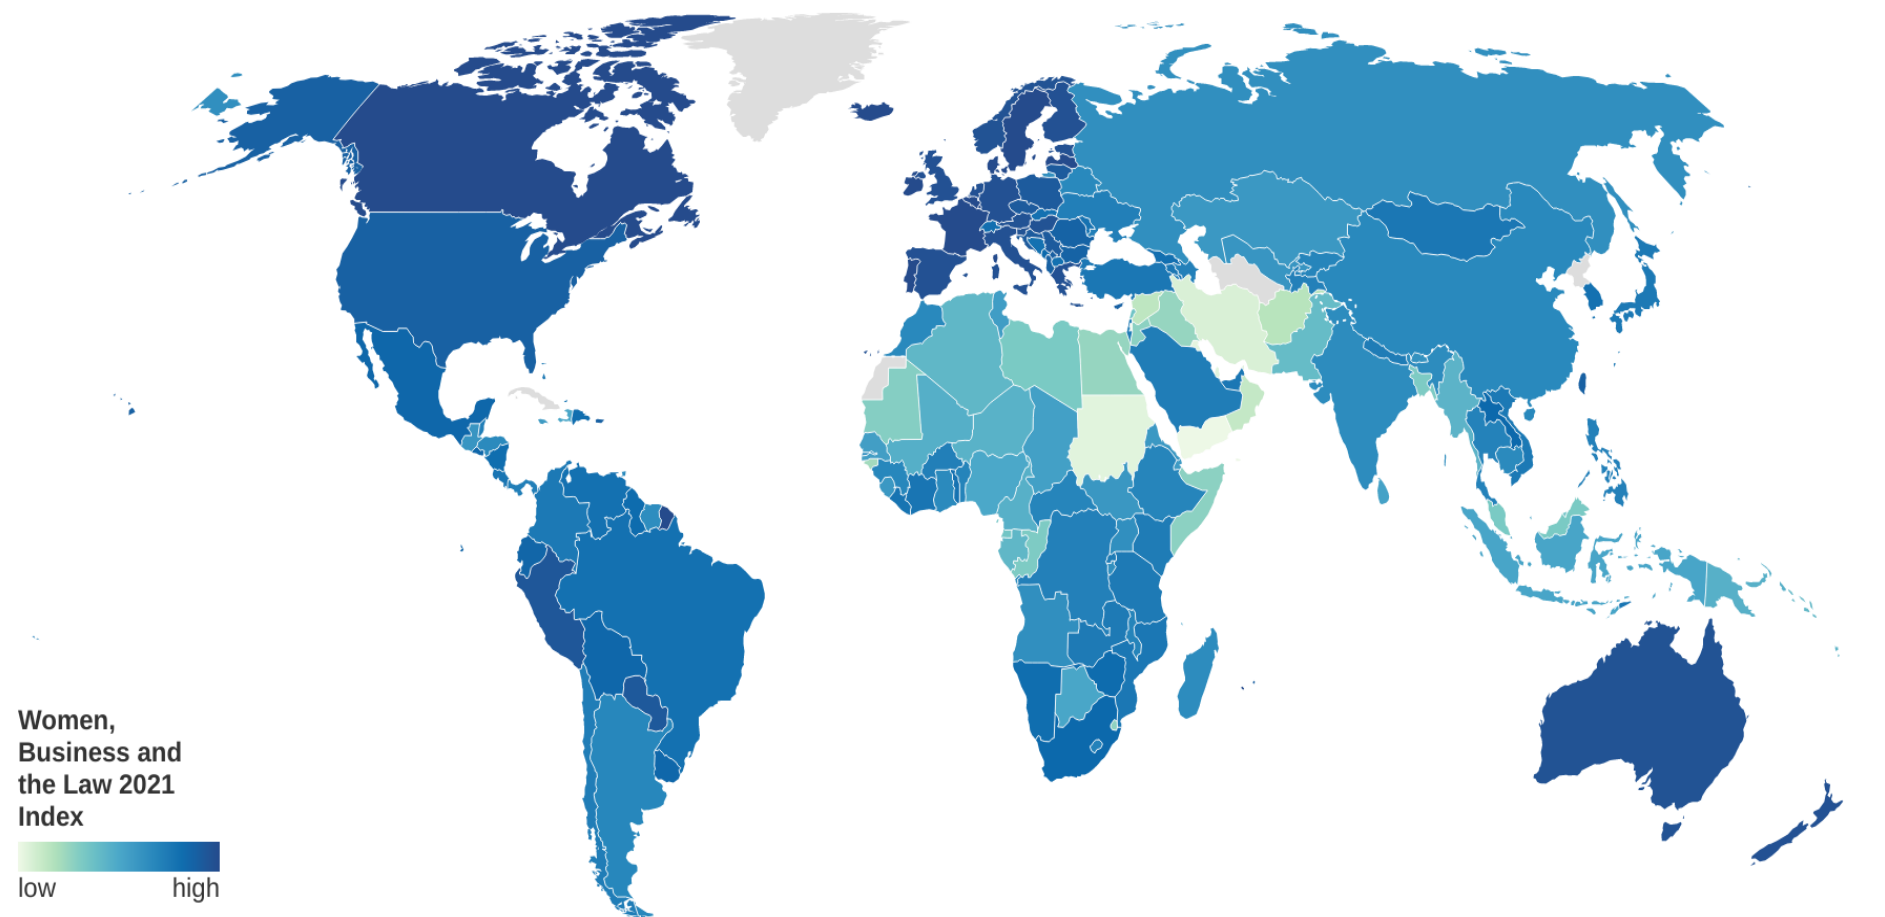 Women,
Business and
the Law 2021
Index
low high